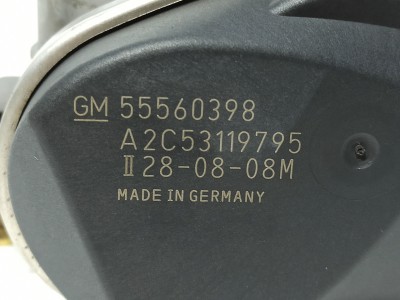 GM 55560398
A2C53119795
II 28-08-08M
MADE IN GERMANY